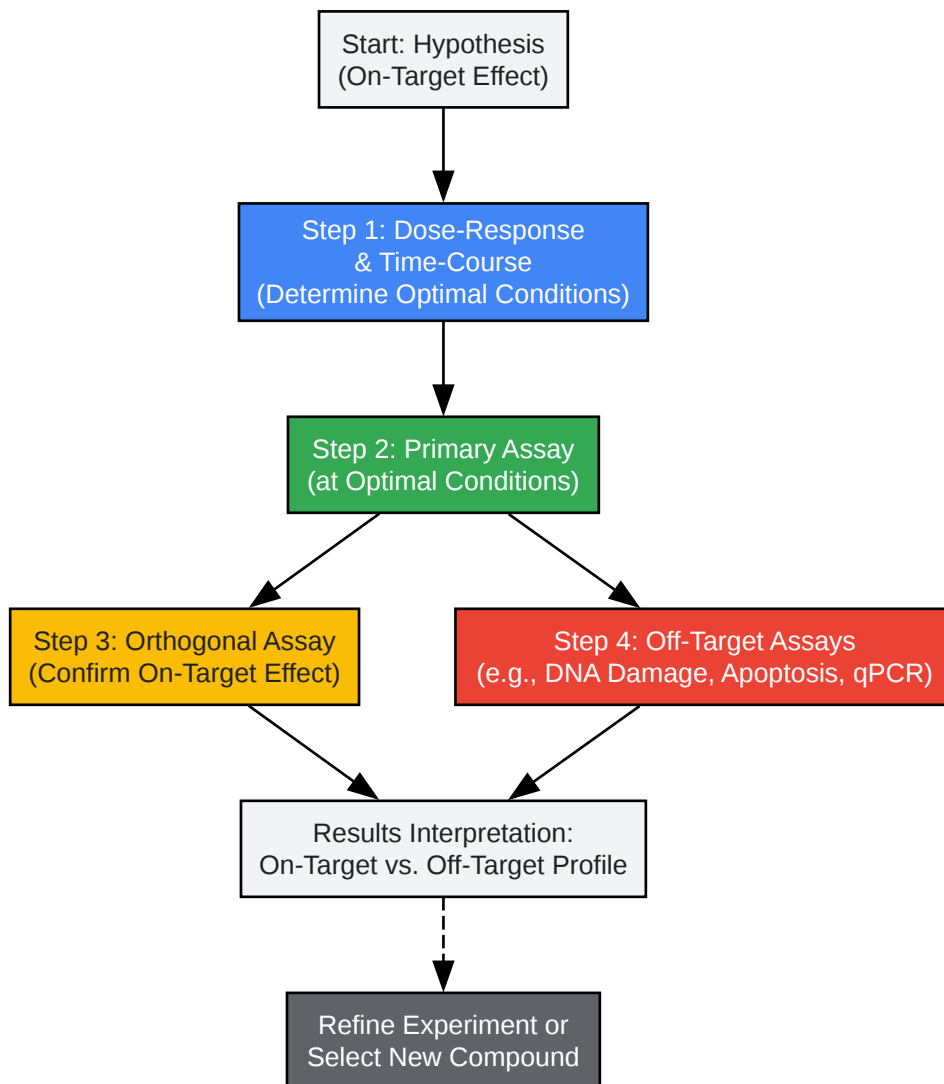 Start: Hypothesis
(On-Target Effect)
Step 1: Dose-Response
& Time-Course
(Determine Optimal Conditions)
Step 2: Primary Assay
(at Optimal Conditions)
Step 3: Orthogonal Assay
(Confirm On-Target Effect)
Step 4: Off-Target Assays
(e.g., DNA Damage, Apoptosis, qPCR)
Results Interpretation:
On-Target vs. Off-Target Profile
Refine Experiment or
Select New Compound